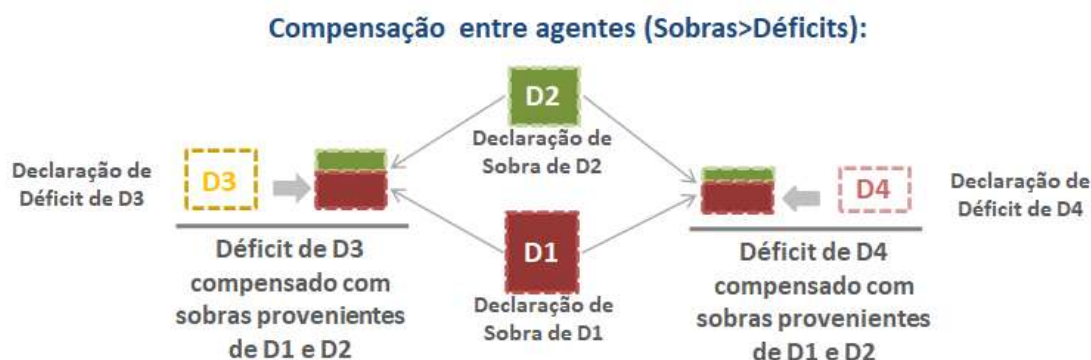 Compensação entre agentes (Sobras>Déficits):
D2
Declaração de
Sobra de D2
Declaração de
Déficit de D3
D3
D4
Declaração de
Déficit de D4
D1
Declaração de
Sobra de D1
Déficit de D3
compensado com
sobras provenientes
de D1 e D2
Déficit de D4
compensado com
sobras provenientes
de D1 e D2